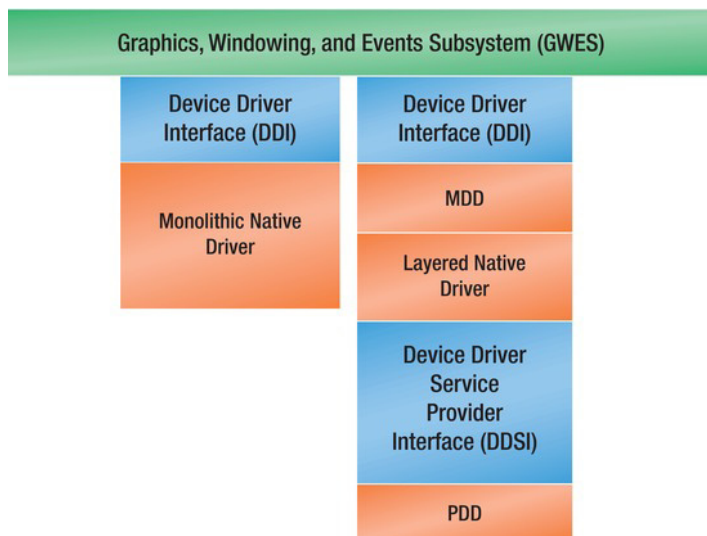 Graphics, Windowing, and Events Subsystem (GWES)
Device Driver
Interface (DDI)
Monolithic Native
Driver
Device Driver
Interface (DDI)
MDD
Layered Native
Driver
Device Driver
Service
Provider
Interface (DDSI)
PDD